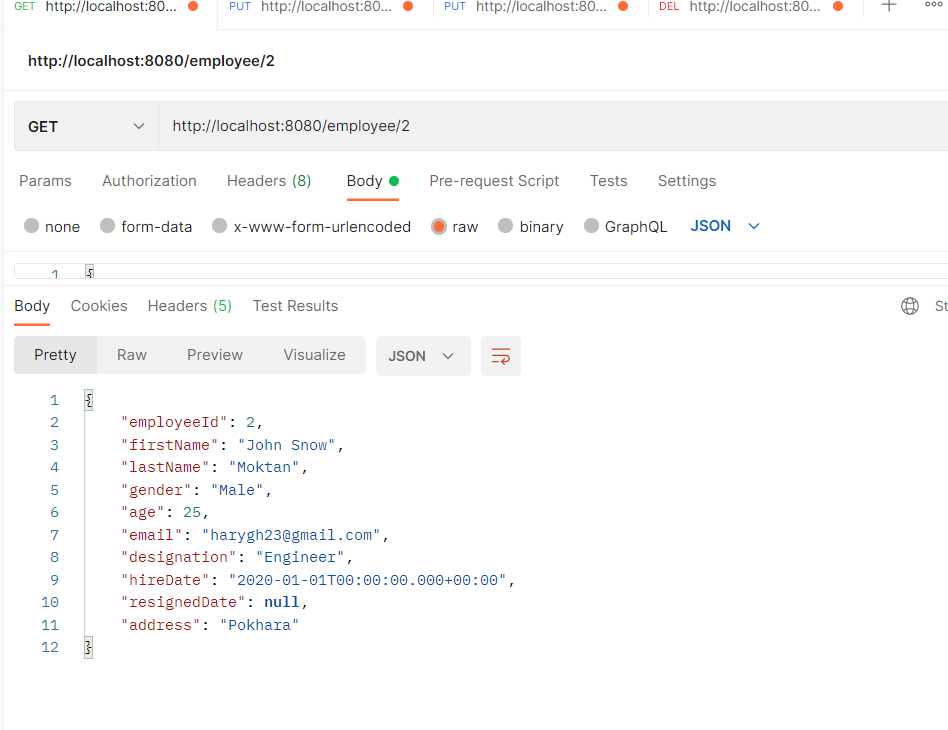 GET http://localhost:80... PUT http://localhost:80... PUT http://localhost:80... DEL http://localhost:80...
http://localhost:8080/employee/2
GET http://localhost:8080/employee/2
Params Authorization Headers (8) Body Pre-request Script Tests Settings
none form-data x-www-form-urlencoded raw binary GraphQL JSON
1 {
Body Cookies Headers (5) Test Results St
Pretty Raw Preview Visualize JSON
1 {
2 "employeeId": 2,
3 "firstName": "John Snow",
4 "lastName": "Moktan",
5 "gender": "Male",
6 "age": 25,
7 "email": "harygh23@gmail.com",
8 "designation": "Engineer",
9 "hireDate": "2020-01-01T00:00:00.000+00:00",
10 "resignedDate": null,
11 "address": "Pokhara"
12 }